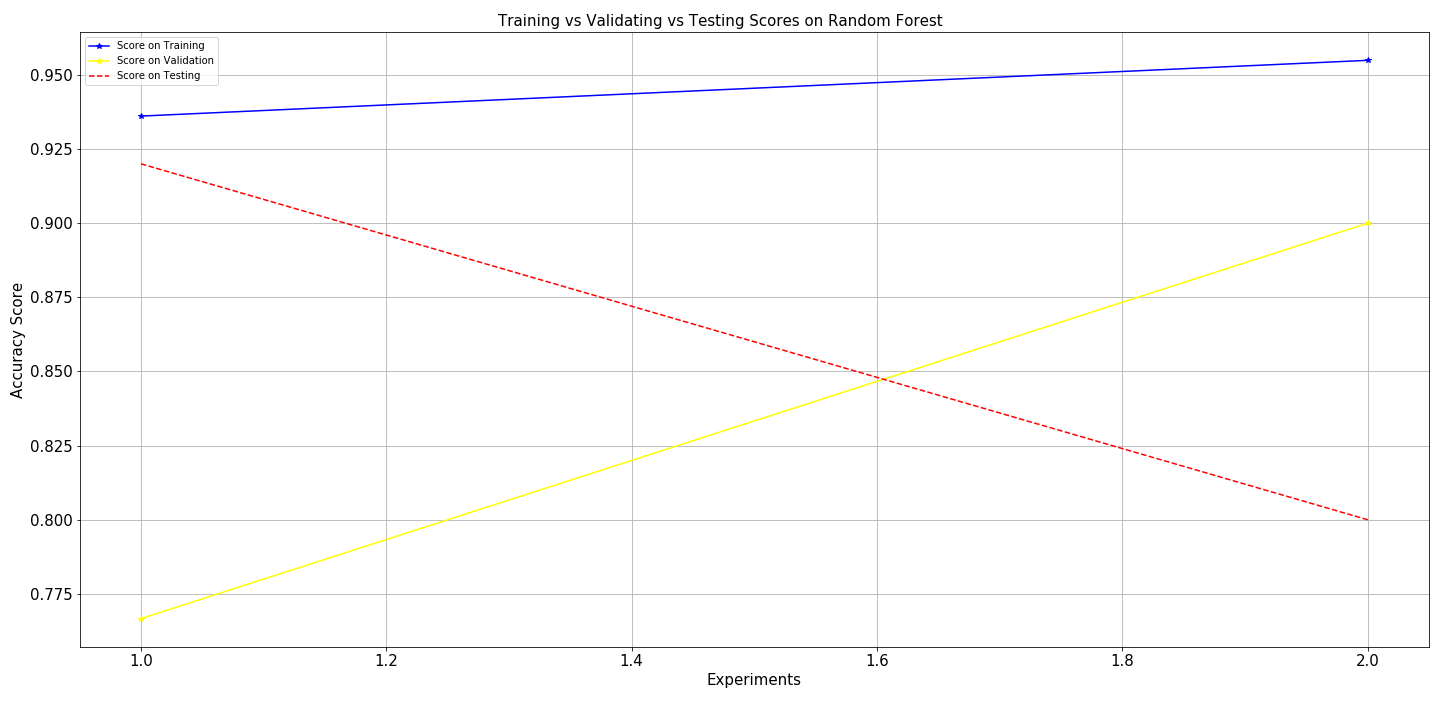 Training vs Validating vs Testing Scores on Random Forest
Score on Training
Score on Validation
Score on Testing
0.950
0.925
0.900
0.875
0.850
0.825
0.800
0.775
Accuracy Score
1.0 1.2 1.4 1.6 1.8 2.0
Experiments